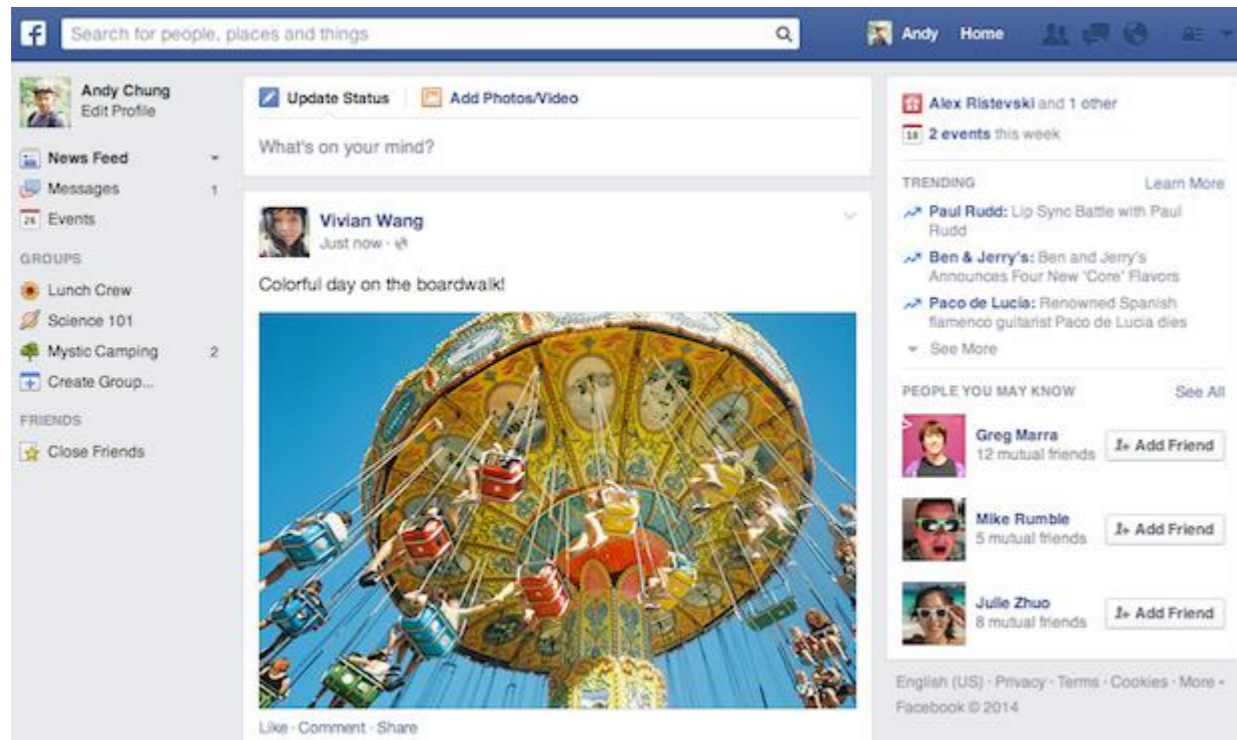 f
Search for people, places and things
Andy
Home
Andy Chung
Edit Profile
News Feed
Messages 1
26 Events
GROUPS
Lunch Crew
Science 101
Mystic Camping 2
Create Group...
FRIENDS
Close Friends
Update Status
Add Photos/Video
What's on your mind?
Vivian Wang
Just now ·
Colorful day on the boardwalk!
Like · Comment · Share
Alex Ristevski and 1 other
18 2 events this week
TRENDING Learn More
Paul Rudd: Lip Sync Battle with Paul
Rudd
Ben & Jerry's: Ben and Jerry's
Announces Four New 'Core' Flavors
Paco de Lucía: Renowned Spanish
flamenco guitarist Paco de Lucia dies
See More
PEOPLE YOU MAY KNOW See All
Greg Marra
12 mutual friends
Add Friend
Mike Rumble
5 mutual friends
Add Friend
Julie Zhuo
8 mutual friends
Add Friend
English (US) · Privacy · Terms · Cookies · More
Facebook © 2014